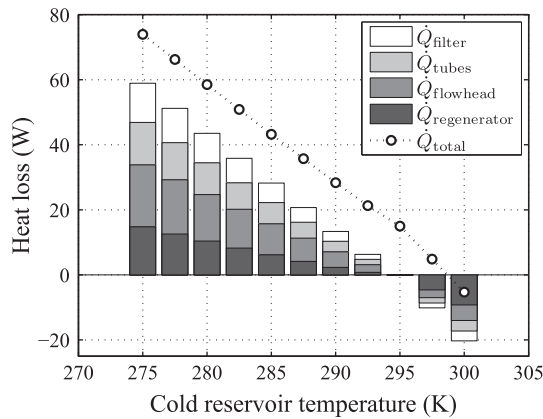 80
60
40
20
0
−20
Heat loss (W)
Q̇filter
Q̇tubes
Q̇flowhead
Q̇regenerator
Q̇total
270 275 280 285 290 295 300 305
Cold reservoir temperature (K)